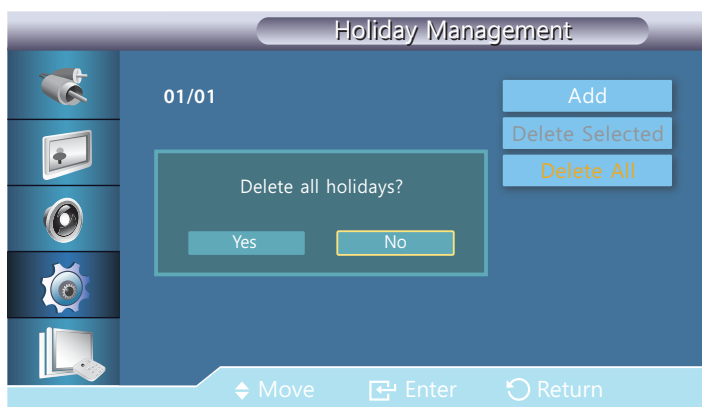 Holiday Management
01/01
Add
Delete Selected
Delete All
Delete all holidays?
Yes No
Move Enter Return